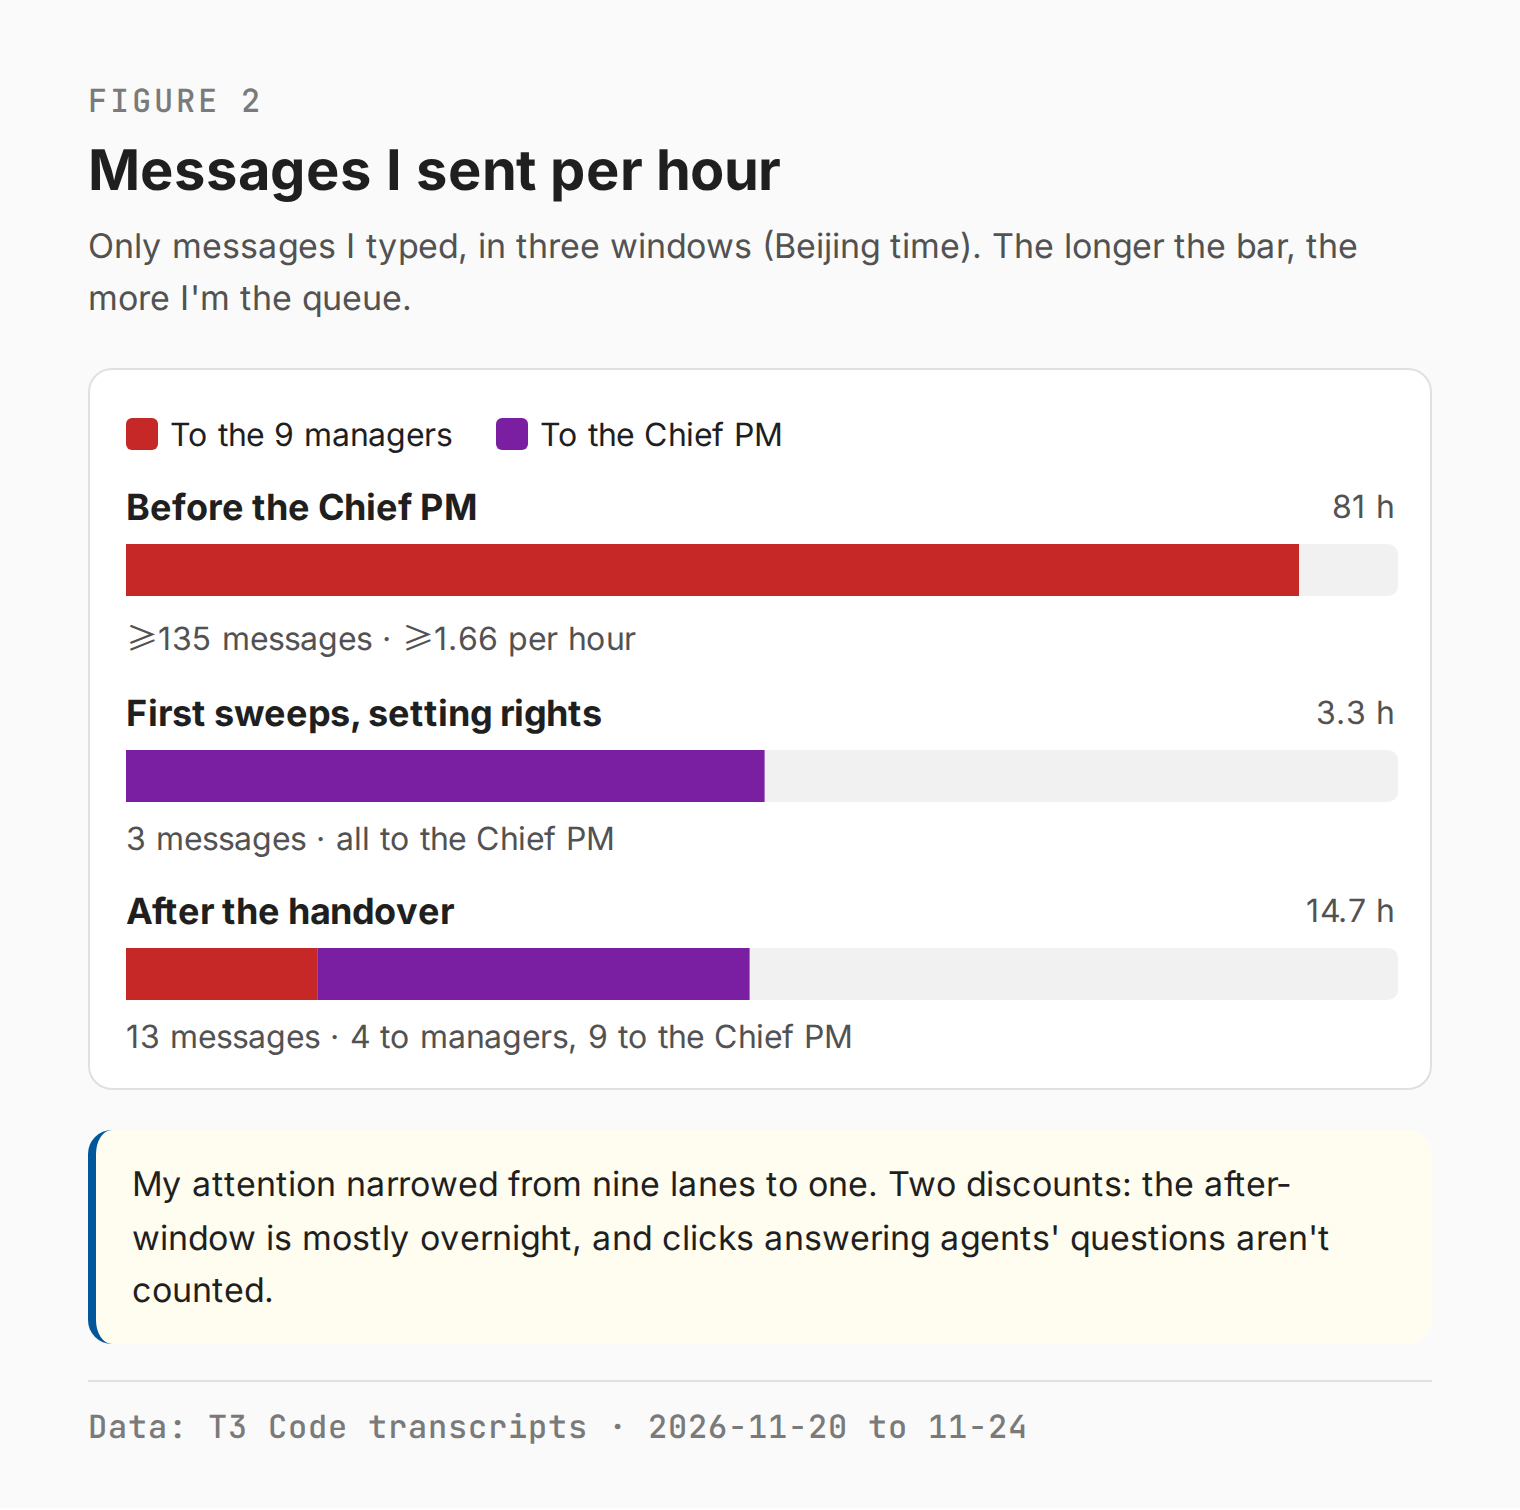 FIGURE 2
Messages I sent per hour
Only messages I typed, in three windows (Beijing time). The longer the bar, the
more I'm the queue.
To the 9 managers To the Chief PM
Before the Chief PM 81 h
⩾135 messages · ⩾1.66 per hour
First sweeps, setting rights 3.3 h
3 messages · all to the Chief PM
After the handover 14.7 h
13 messages · 4 to managers, 9 to the Chief PM
My attention narrowed from nine lanes to one. Two discounts: the after-
window is mostly overnight, and clicks answering agents' questions aren't
counted.
Data: T3 Code transcripts · 2026-11-20 to 11-24